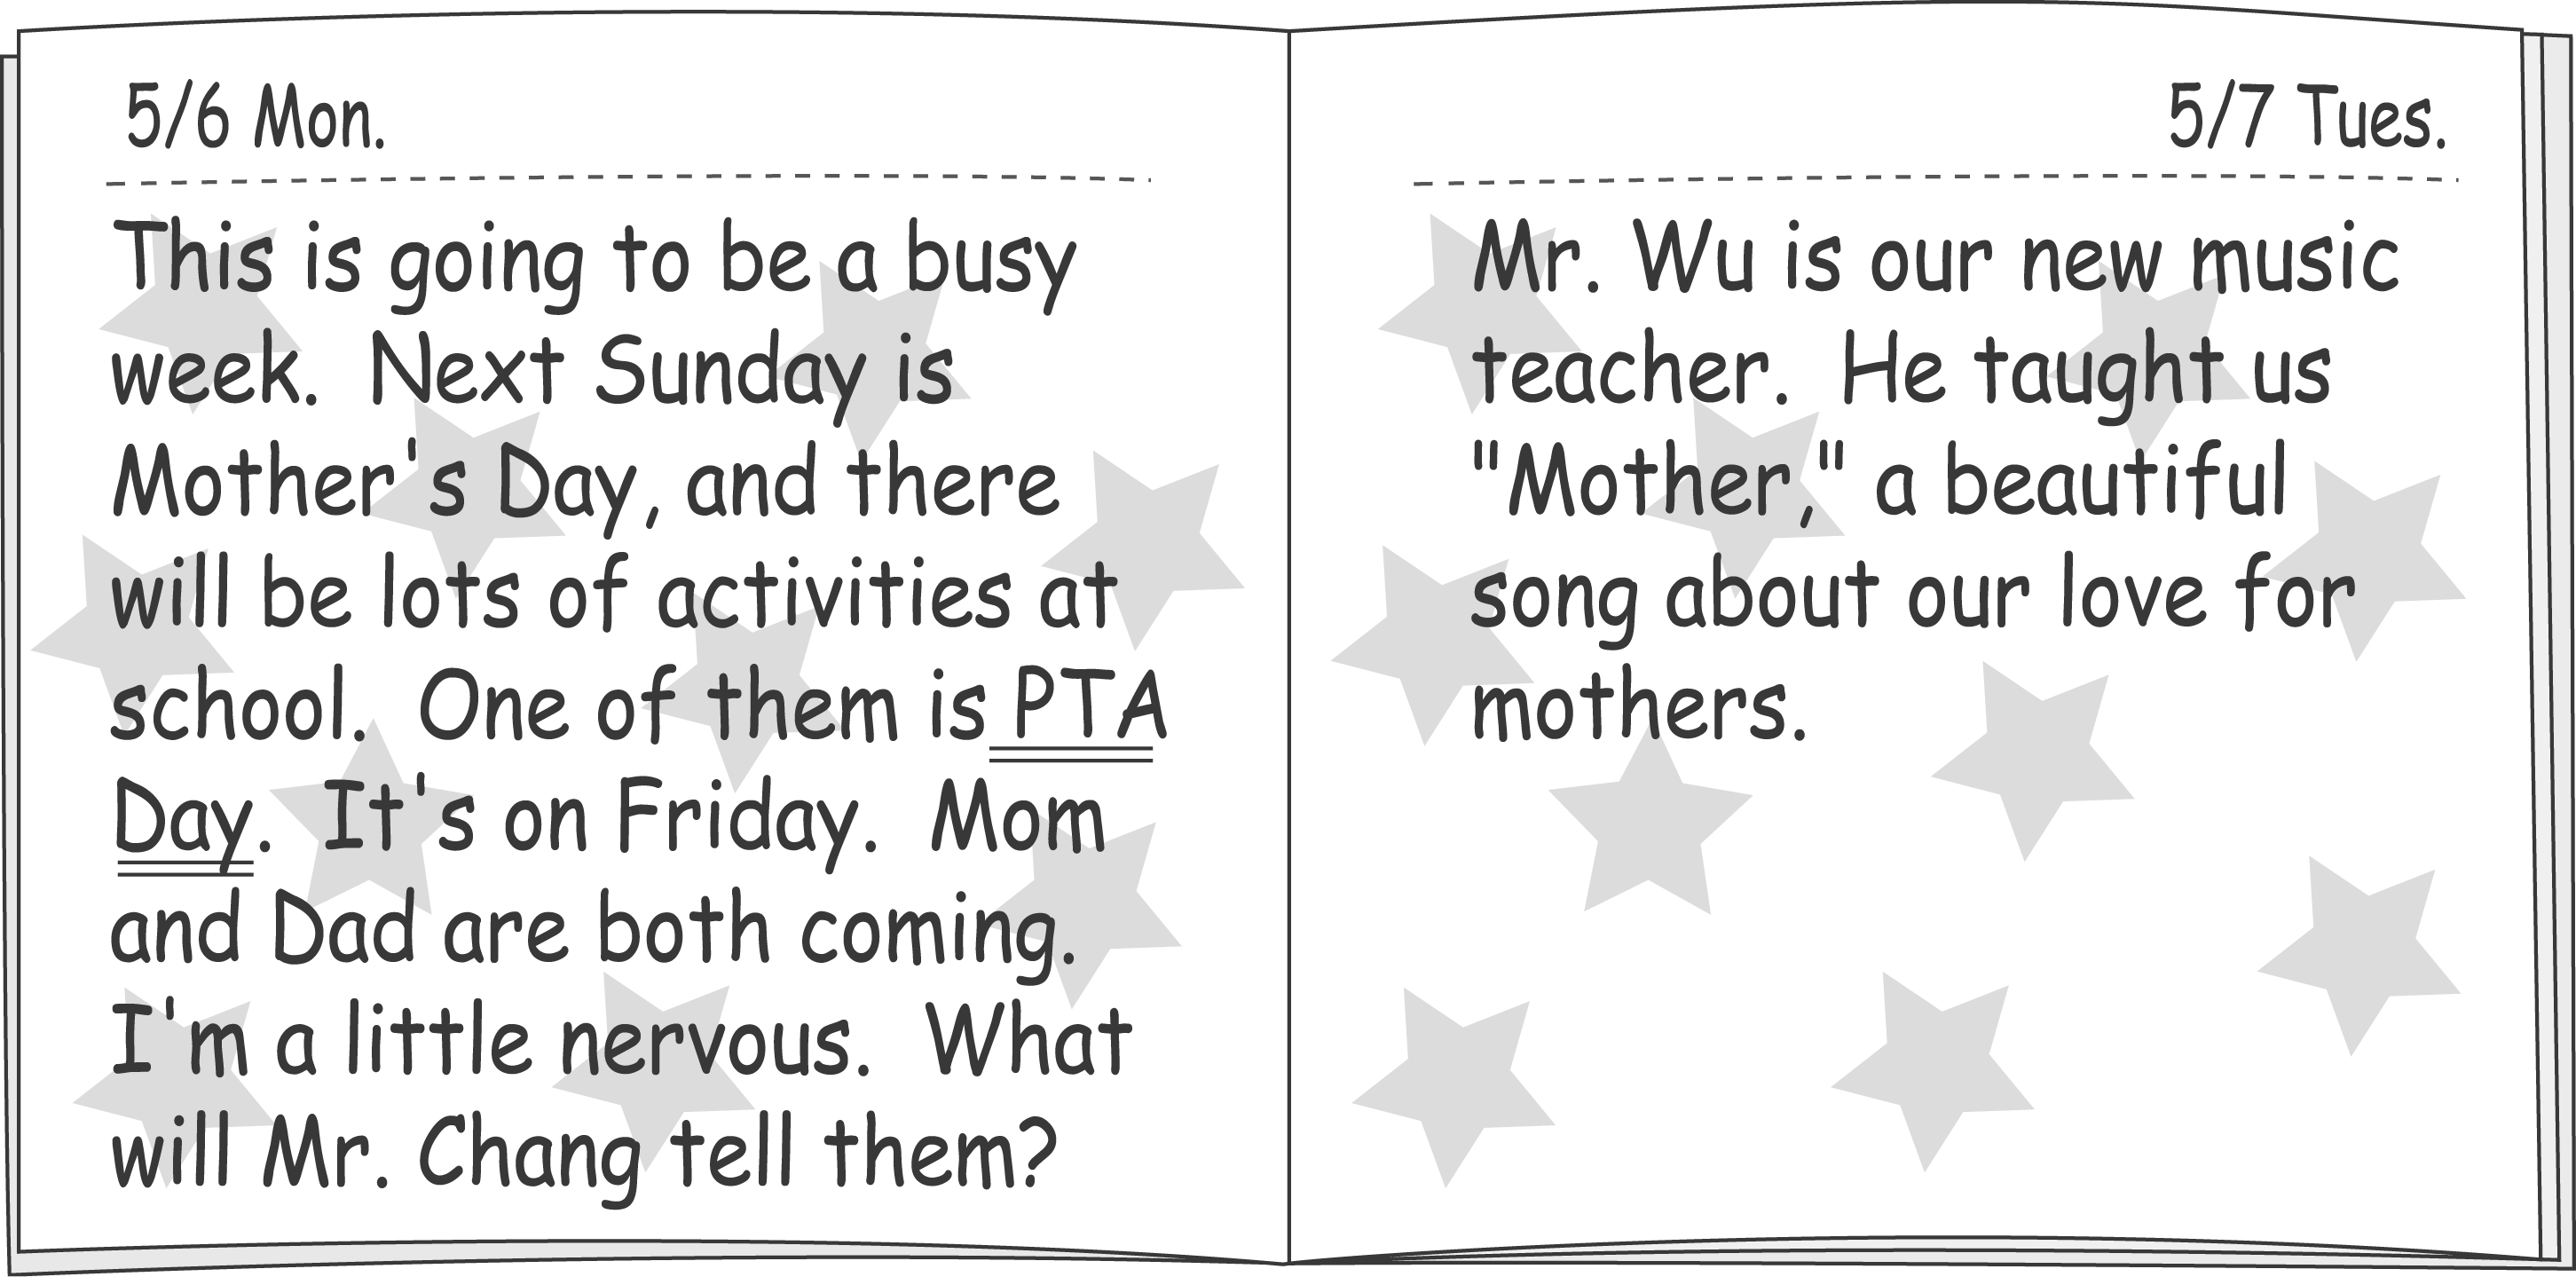 5/6 Mon.
This is going to be a busy
week. Next Sunday is
Mother's Day, and there
will be lots of activities at
school. One of them is PTA
Day. It's on Friday. Mom
and Dad are both coming.
I'm a little nervous. What
will Mr. Chang tell them?
5/7 Tues.
Mr. Wu is our new music
teacher. He taught us
"Mother," a beautiful
song about our love for
mothers.